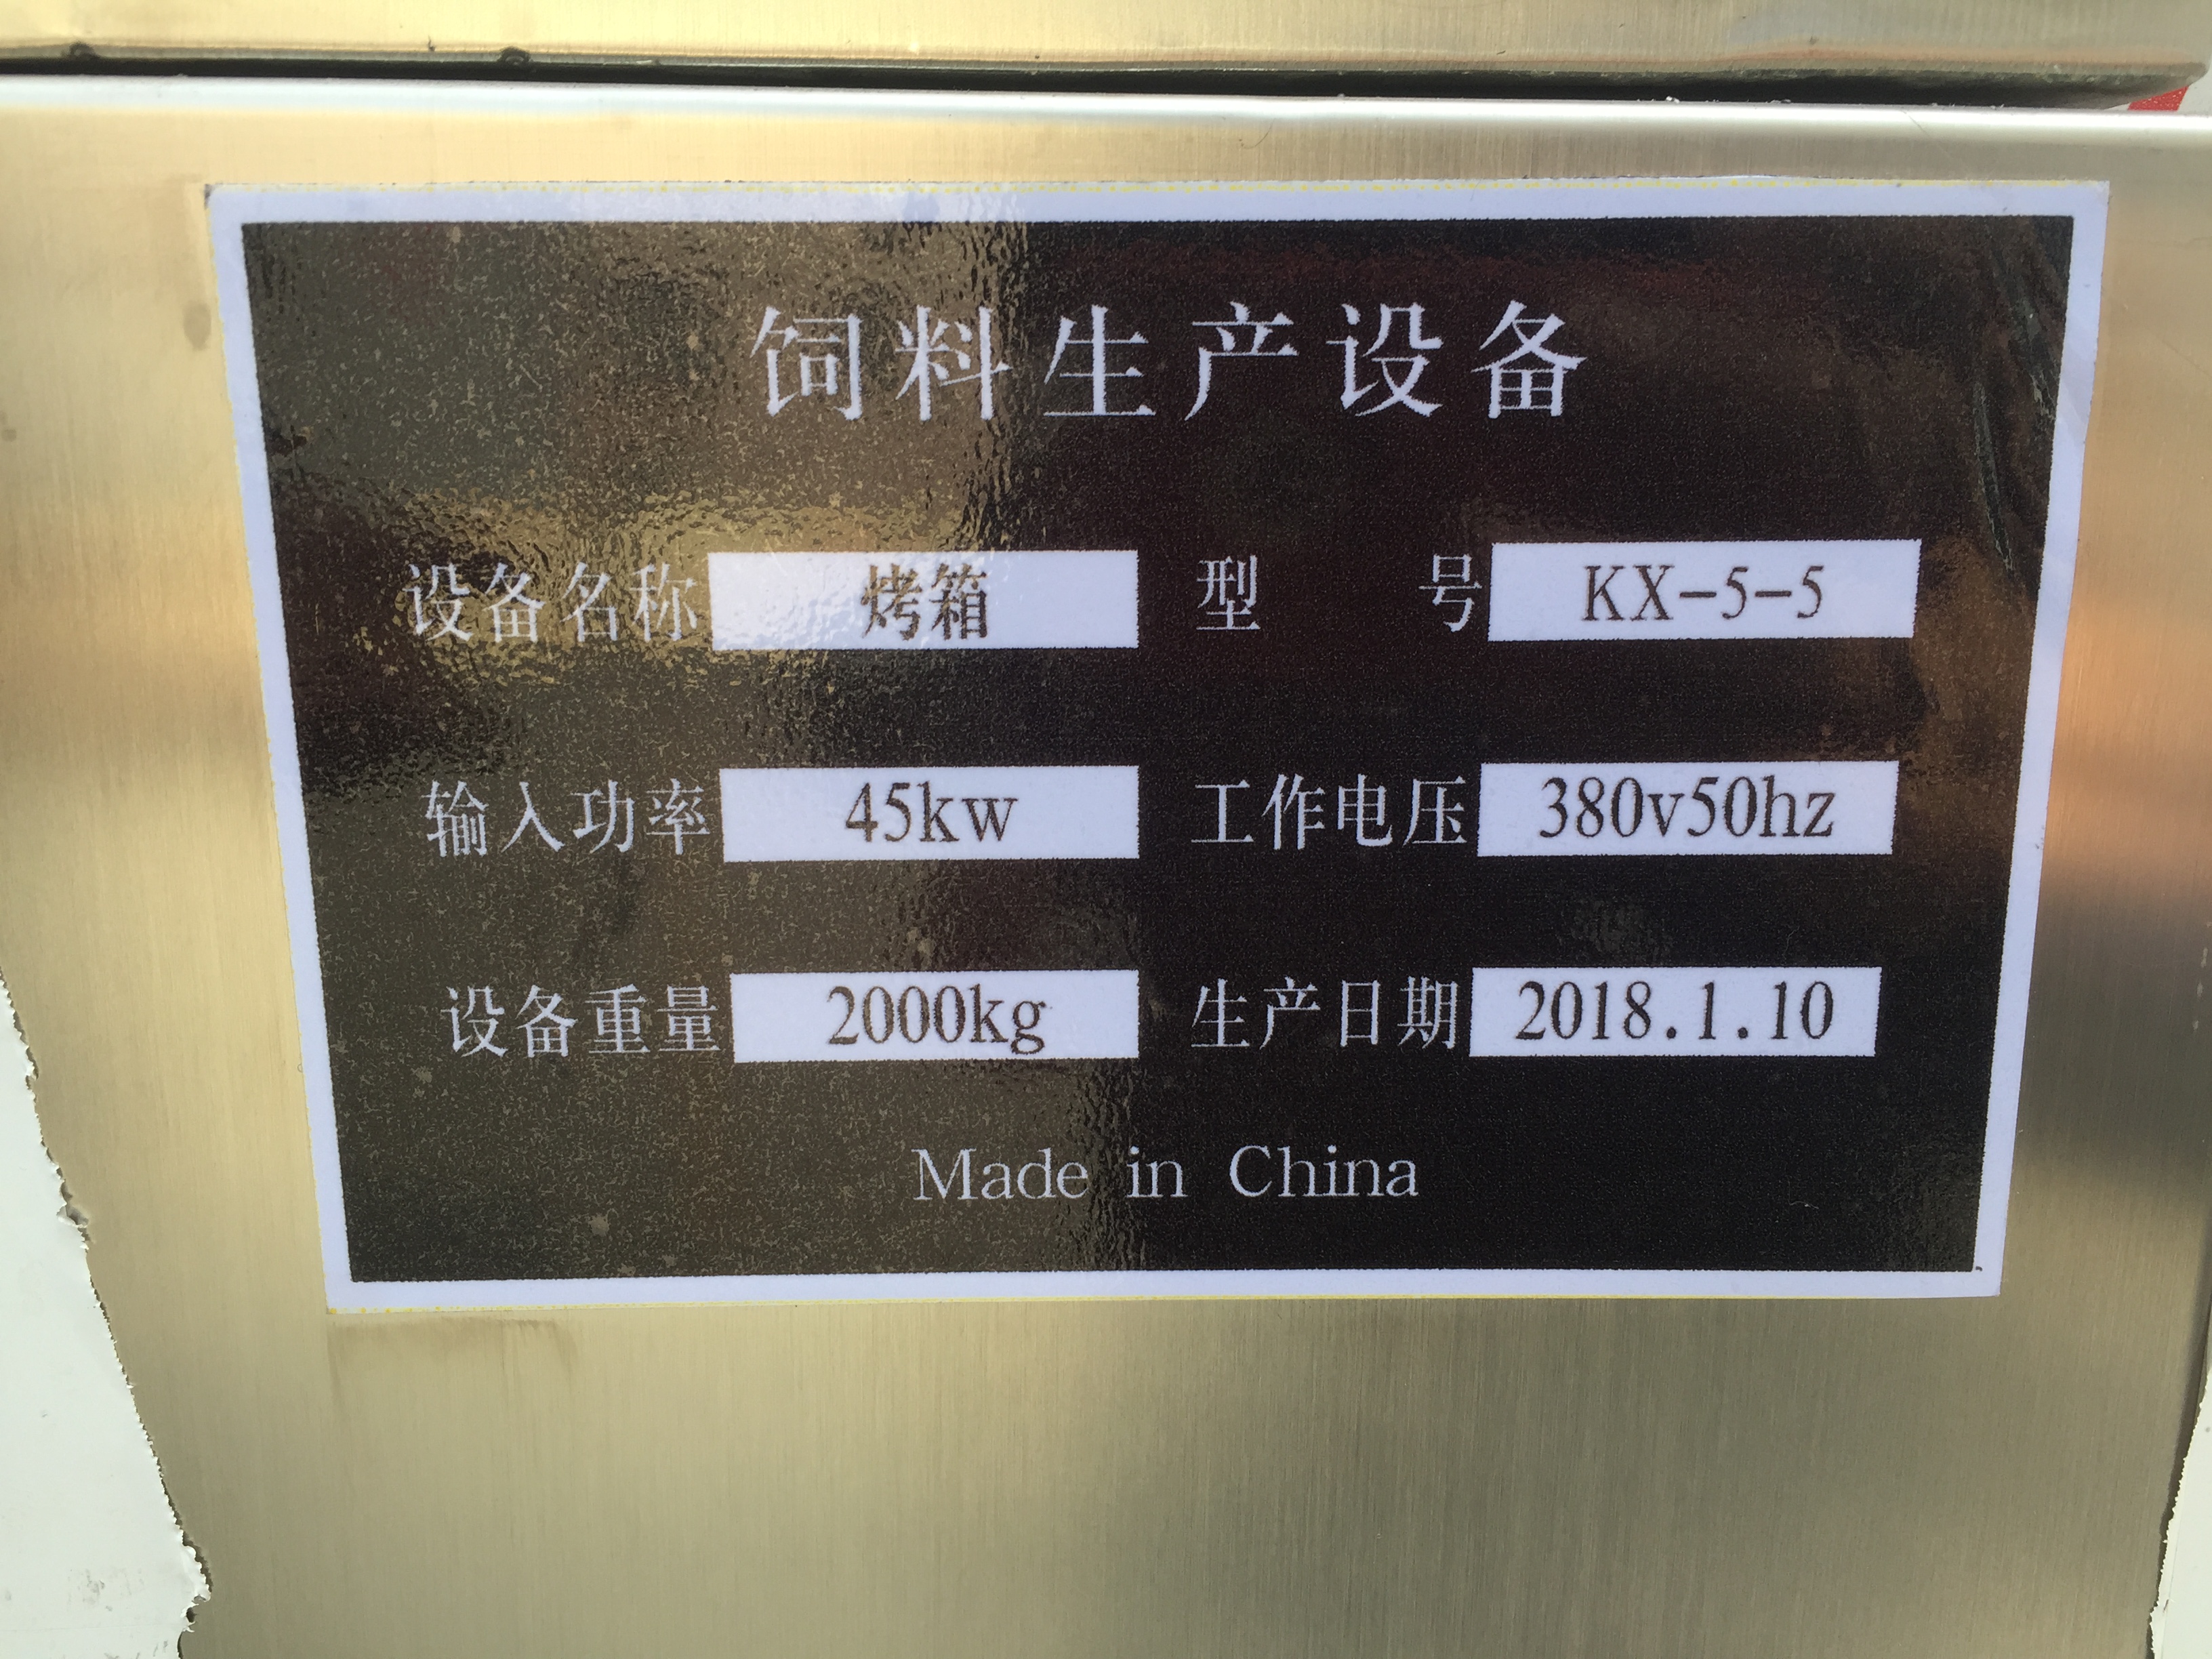 饲料生产设备
设备名称 烤箱 型号 KX-5-5
输入功率 45kw 工作电压 380v50hz
设备重量 2000kg 生产日期 2018.1.10
Made in China